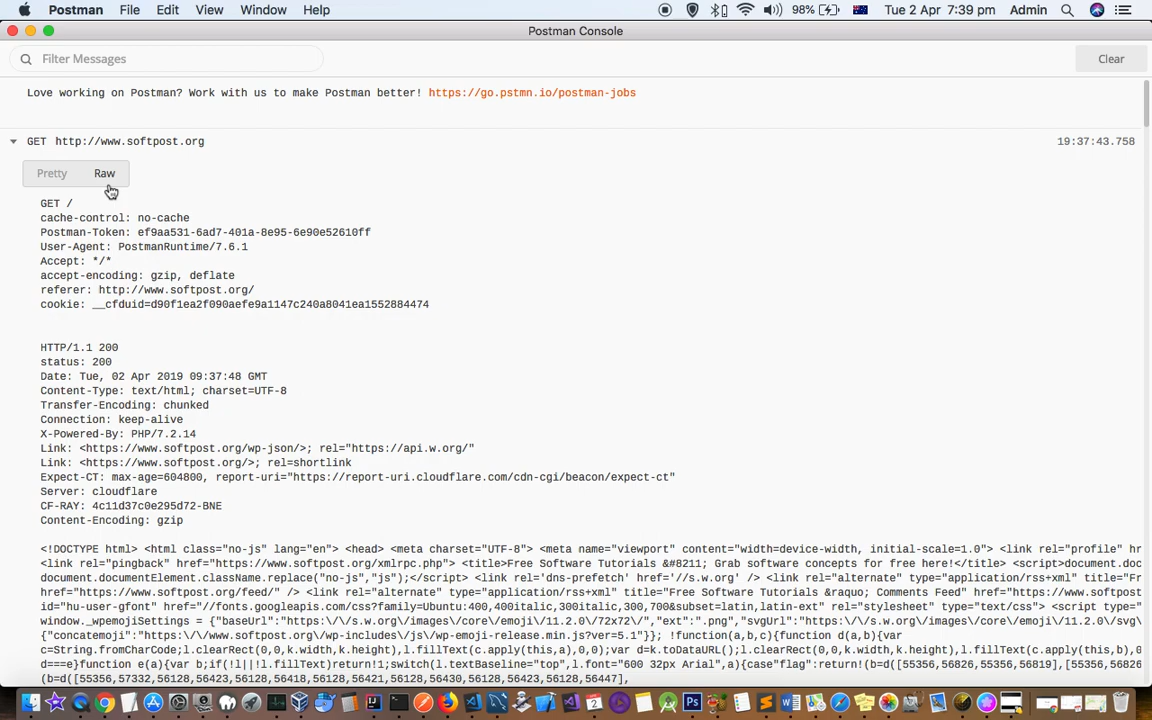 Postman File Edit View Window Help 98% Tue 2 Apr 7:39 pm Admin
Postman Console
Filter Messages Clear
Love working on Postman? Work with us to make Postman better! https://go.pstmn.io/postman-jobs
GET http://www.softpost.org 19:37:43.758
Pretty Raw
GET /
cache-control: no-cache
Postman-Token: ef9aa531-6ad7-401a-8e95-6e90e52610ff
User-Agent: PostmanRuntime/7.6.1
Accept: */*
accept-encoding: gzip, deflate
referer: http://www.softpost.org/
cookie: __cfduid=d90f1ea2f090aefe9a1147c240a8041ea1552884474
HTTP/1.1 200
status: 200
Date: Tue, 02 Apr 2019 09:37:48 GMT
Content-Type: text/html; charset=UTF-8
Transfer-Encoding: chunked
Connection: keep-alive
X-Powered-By: PHP/7.2.14
Link: <https://www.softpost.org/wp-json/>; rel="https://api.w.org/"
Link: <https://www.softpost.org/>; rel=shortlink
Expect-CT: max-age=604800, report-uri="https://report-uri.cloudflare.com/cdn-cgi/beacon/expect-ct"
Server: cloudflare
CF-RAY: 4c11d37c0e295d72-BNE
Content-Encoding: gzip
<!DOCTYPE html> <html class="no-js" lang="en"> <head> <meta charset="UTF-8"> <meta name="viewport" content="width=device-width, initial-scale=1.0"> <link rel="profile" hr
<link rel="pingback" href="https://www.softpost.org/xmlrpc.php"> <title>Free Software Tutorials &#8211; Grab software concepts for free here!</title> <script>document.doc
document.documentElement.className.replace("no-js","js");</script> <link rel='dns-prefetch' href='//s.w.org' /> <link rel="alternate" type="application/rss+xml" title="Fr
href="https://www.softpost.org/feed/" /> <link rel="alternate" type="application/rss+xml" title="Free Software Tutorials &raquo; Comments Feed" href="https://www.softpost
id="hu-user-gfont" href="//fonts.googleapis.com/css?family=Ubuntu:400,400italic,300italic,300,700&subset=latin,latin-ext" rel="stylesheet" type="text/css"> <script type="
window._wpemojiSettings = {"baseUrl":"https:\/\/s.w.org\/images\/core\/emoji\/11.2.0\/72x72\/","ext":".png","svgUrl":"https:\/\/s.w.org\/images\/core\/emoji\/11.2.0\/svg\
{"concatemoji":"https:\/\/www.softpost.org\/wp-includes\/js\/wp-emoji-release.min.js?ver=5.1"}}; !function(a,b,c){function d(a,b){var
c=String.fromCharCode;l.clearRect(0,0,k.width,k.height),l.fillText(c.apply(this,a),0,0);var d=k.toDataURL();l.clearRect(0,0,k.width,k.height),l.fillText(c.apply(this,b),0
d===e}function e(a){var b;if(!l||!l.fillText)return!1;switch(l.textBaseline="top",l.font="600 32px Arial",a){case"flag":return!(b=d([55356,56826,55356,56819],[55356,56826
(b=d([55356,57332,56128,56423,56128,56418,56128,56421,56128,56430,56128,56423,56128,56447],